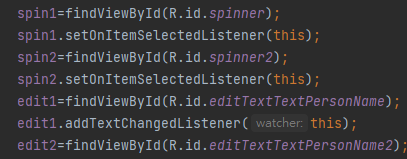 spin1=findViewById(R.id.spinner);
spin1.setOnItemSelectedListener(this);
spin2=findViewById(R.id.spinner2);
spin2.setOnItemSelectedListener(this);
edit1=findViewById(R.id.editTextTextPersonName);
edit1.addTextChangedListener( watcher: this);
edit2=findViewById(R.id.editTextTextPersonName2);